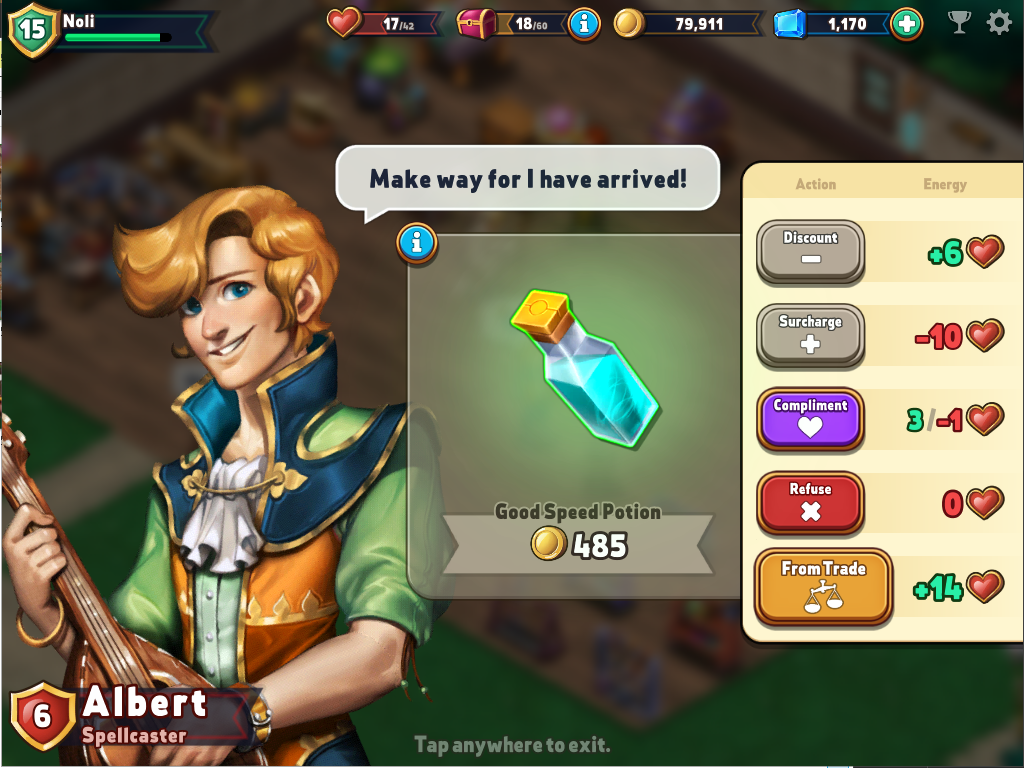 15
Noli
17/42
18/60
i
79,911
1,170
Make way for I have arrived!
i
Action Energy
Discount
+6
Surcharge
-10
Compliment
3/-1
Refuse
0
From Trade
+14
Good Speed Potion
485
6
Albert
Spellcaster
Tap anywhere to exit.